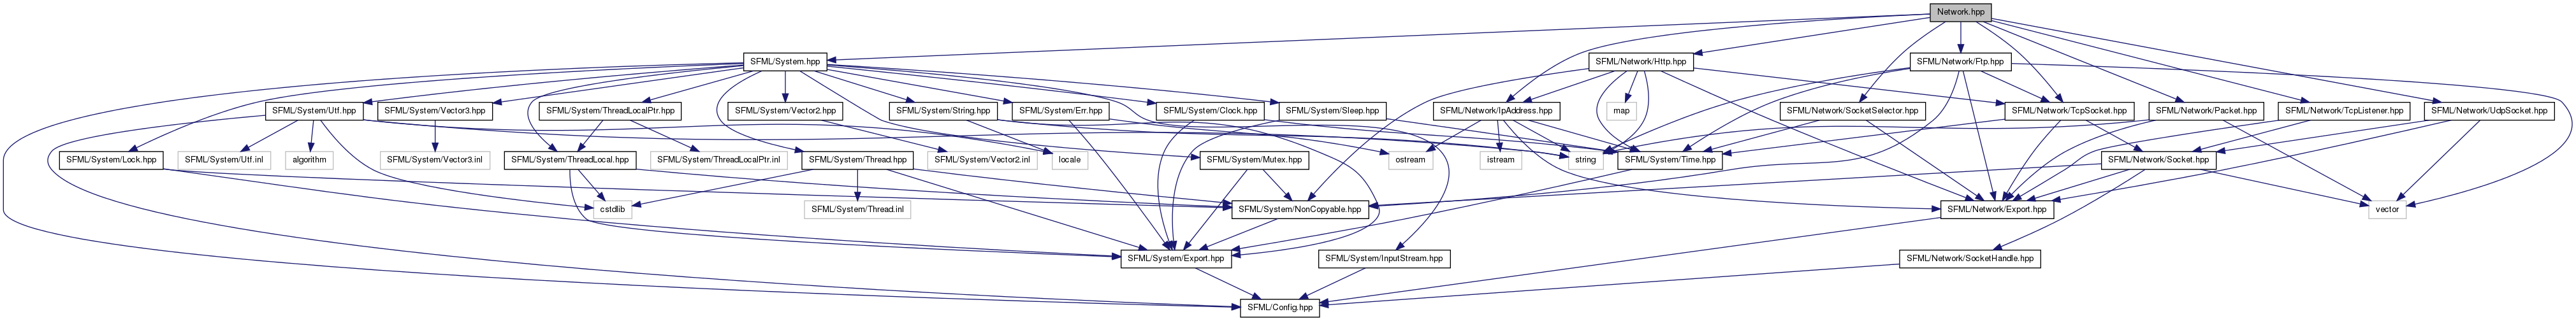 Network.hpp
SFML/System.hpp
SFML/Network/Http.hpp
SFML/Network/Ftp.hpp
SFML/System/Utf.hpp
SFML/System/Vector3.hpp
SFML/System/ThreadLocalPtr.hpp
SFML/System/Vector2.hpp
SFML/System/String.hpp
SFML/System/Err.hpp
SFML/System/Clock.hpp
SFML/System/Sleep.hpp
SFML/Network/IpAddress.hpp
map
SFML/Network/SocketSelector.hpp
SFML/Network/TcpSocket.hpp
SFML/Network/Packet.hpp
SFML/Network/TcpListener.hpp
SFML/Network/UdpSocket.hpp
SFML/System/Lock.hpp
SFML/System/Utf.inl
algorithm
SFML/System/Vector3.inl
SFML/System/ThreadLocal.hpp
SFML/System/ThreadLocalPtr.inl
SFML/System/Thread.hpp
SFML/System/Vector2.inl
locale
SFML/System/Mutex.hpp
ostream
istream
string
SFML/System/Time.hpp
SFML/Network/Socket.hpp
cstdlib
SFML/System/Thread.inl
SFML/System/NonCopyable.hpp
SFML/Network/Export.hpp
vector
SFML/System/Export.hpp
SFML/System/InputStream.hpp
SFML/Network/SocketHandle.hpp
SFML/Config.hpp